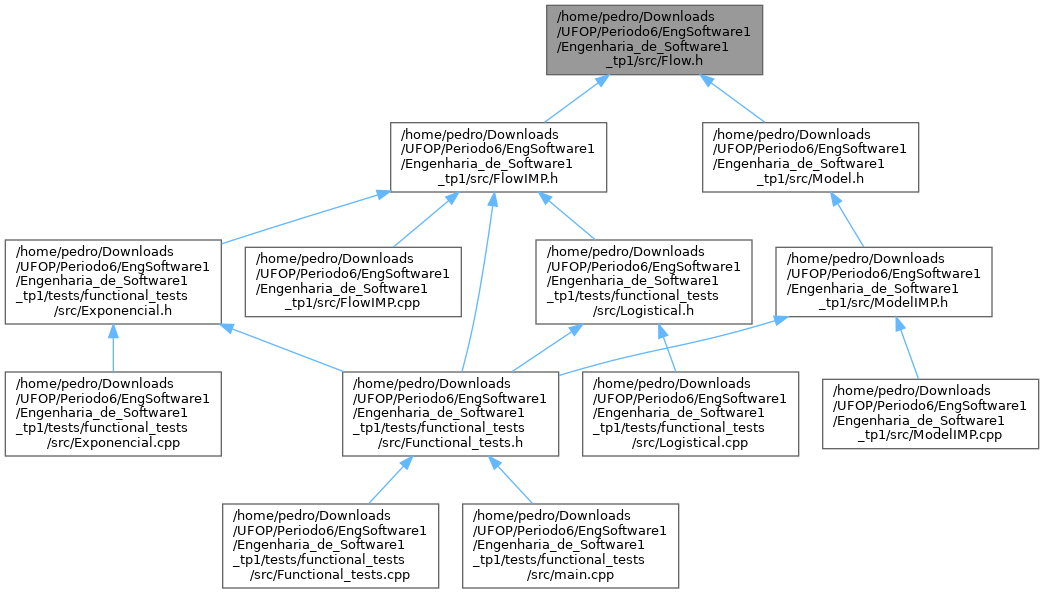 /home/pedro/Downloads
/UFOP/Periodo6/EngSoftware1
/Engenharia_de_Software1
_tp1/src/Flow.h
/home/pedro/Downloads
/UFOP/Periodo6/EngSoftware1
/Engenharia_de_Software1
_tp1/src/FlowIMP.h
/home/pedro/Downloads
/UFOP/Periodo6/EngSoftware1
/Engenharia_de_Software1
_tp1/src/Model.h
/home/pedro/Downloads
/UFOP/Periodo6/EngSoftware1
/Engenharia_de_Software1
_tp1/tests/functional_tests
/src/Exponencial.h
/home/pedro/Downloads
/UFOP/Periodo6/EngSoftware1
/Engenharia_de_Software1
_tp1/src/FlowIMP.cpp
/home/pedro/Downloads
/UFOP/Periodo6/EngSoftware1
/Engenharia_de_Software1
_tp1/tests/functional_tests
/src/Logistical.h
/home/pedro/Downloads
/UFOP/Periodo6/EngSoftware1
/Engenharia_de_Software1
_tp1/src/ModelIMP.h
/home/pedro/Downloads
/UFOP/Periodo6/EngSoftware1
/Engenharia_de_Software1
_tp1/tests/functional_tests
/src/Exponencial.cpp
/home/pedro/Downloads
/UFOP/Periodo6/EngSoftware1
/Engenharia_de_Software1
_tp1/tests/functional_tests
/src/Functional_tests.h
/home/pedro/Downloads
/UFOP/Periodo6/EngSoftware1
/Engenharia_de_Software1
_tp1/tests/functional_tests
/src/Logistical.cpp
/home/pedro/Downloads
/UFOP/Periodo6/EngSoftware1
/Engenharia_de_Software1
_tp1/src/ModelIMP.cpp
/home/pedro/Downloads
/UFOP/Periodo6/EngSoftware1
/Engenharia_de_Software1
_tp1/tests/functional_tests
/src/Functional_tests.cpp
/home/pedro/Downloads
/UFOP/Periodo6/EngSoftware1
/Engenharia_de_Software1
_tp1/tests/functional_tests
/src/main.cpp